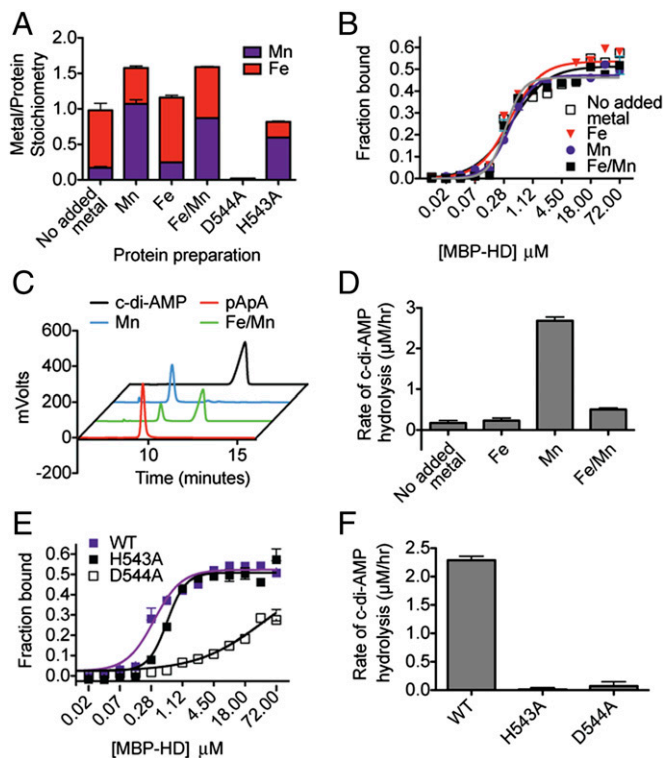 A
Metal/Protein
Stoichiometry
2.0
1.5
1.0
0.5
0.0
Mn
Fe
No added
metal
Mn
Fe
Fe/Mn
D544A
H543A
Protein preparation
B
Fraction bound
0.6
0.5
0.4
0.3
0.2
0.1
0.0
No added
metal
Fe
Mn
Fe/Mn
0.02
0.07
0.28
1.12
4.50
18.00
72.00
[MBP-HD] μM
C
c-di-AMP
pApA
Mn
Fe/Mn
mVolts
600
400
200
0
-200
10
15
Time (minutes)
D
Rate of c-di-AMP
hydrolysis (μM/hr)
3
2
1
0
No added
metal
Fe
Mn
Fe/Mn
E
WT
H543A
D544A
Fraction bound
0.6
0.5
0.4
0.3
0.2
0.1
0.0
0.02
0.07
0.28
1.12
4.50
18.00
72.00
[MBP-HD] μM
F
Rate of c-di-AMP
hydrolysis (μM/hr)
2.5
2.0
1.5
1.0
0.5
0.0
WT
H543A
D544A